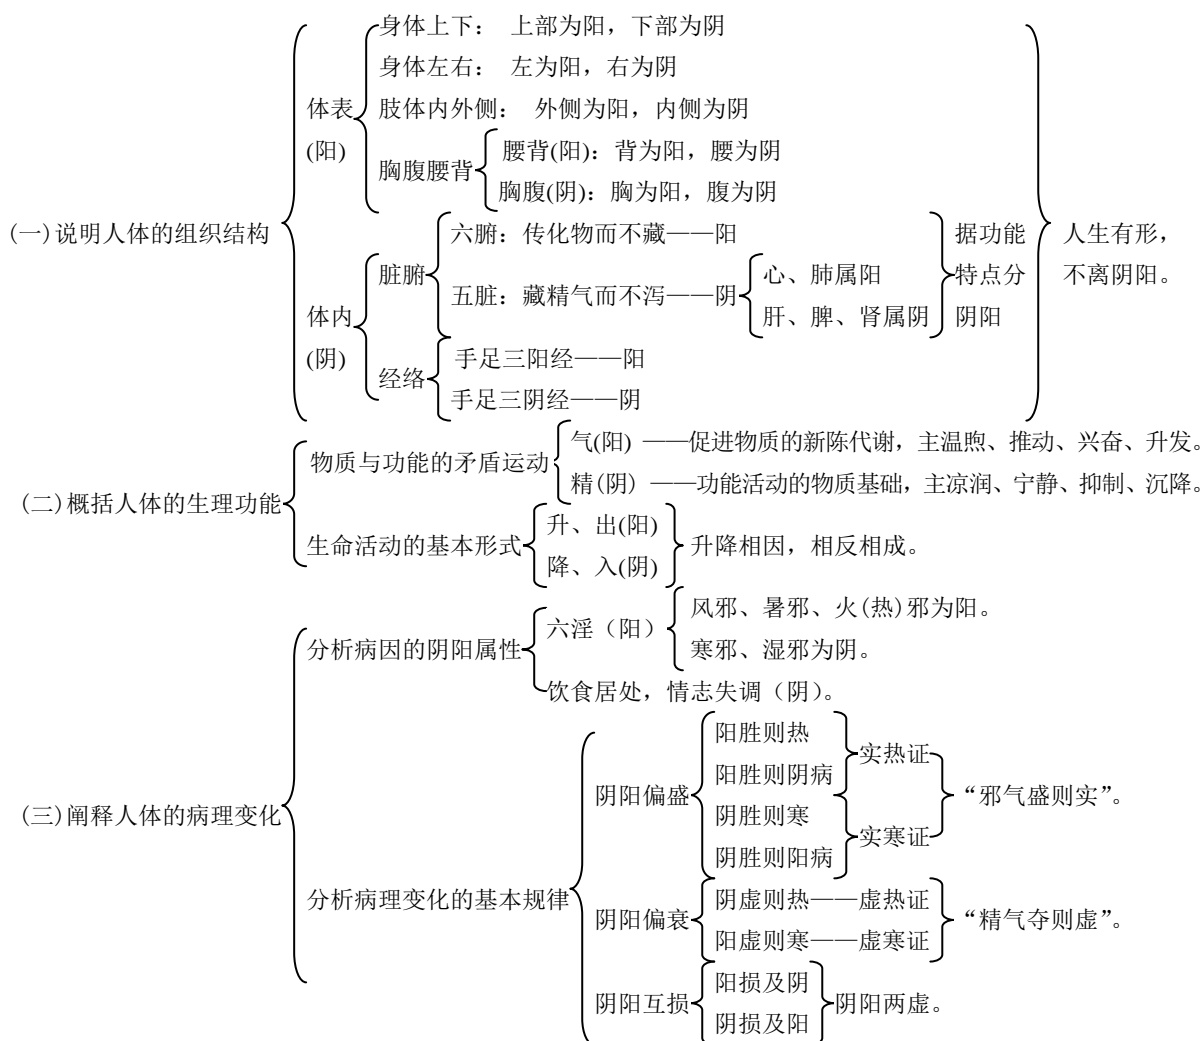 身体上下： 上部为阳，下部为阴
身体左右： 左为阳，右为阴
体表
肢体内外侧： 外侧为阳，内侧为阴
(阳)
腰背(阳)：背为阳，腰为阴
胸腹腰背
胸腹(阴)：胸为阳，腹为阴
(一)说明人体的组织结构
六腑：传化物而不藏——阳
据功能
人生有形，
脏腑
心、肺属阳
特点分
不离阴阳。
五脏：藏精气而不泻——阴
体内
肝、脾、肾属阴
阴阳
(阴)
手足三阳经——阳
经络
手足三阴经——阴
气(阳) ——促进物质的新陈代谢，主温煦、推动、兴奋、升发。
物质与功能的矛盾运动
精(阴) ——功能活动的物质基础，主凉润、宁静、抑制、沉降。
(二)概括人体的生理功能
升、出(阳)
生命活动的基本形式
升降相因，相反相成。
降、入(阴)
风邪、暑邪、火(热)邪为阳。
六淫（阳）
分析病因的阴阳属性
寒邪、湿邪为阴。
饮食居处，情志失调（阴）。
阳胜则热
实热证
阳胜则阴病
阴阳偏盛
“邪气盛则实”。
(三)阐释人体的病理变化
阴胜则寒
实寒证
阴胜则阳病
分析病理变化的基本规律
阴虚则热——虚热证
阴阳偏衰
“精气夺则虚”。
阳虚则寒——虚寒证
阳损及阴
阴阳互损
阴阳两虚。
阴损及阳